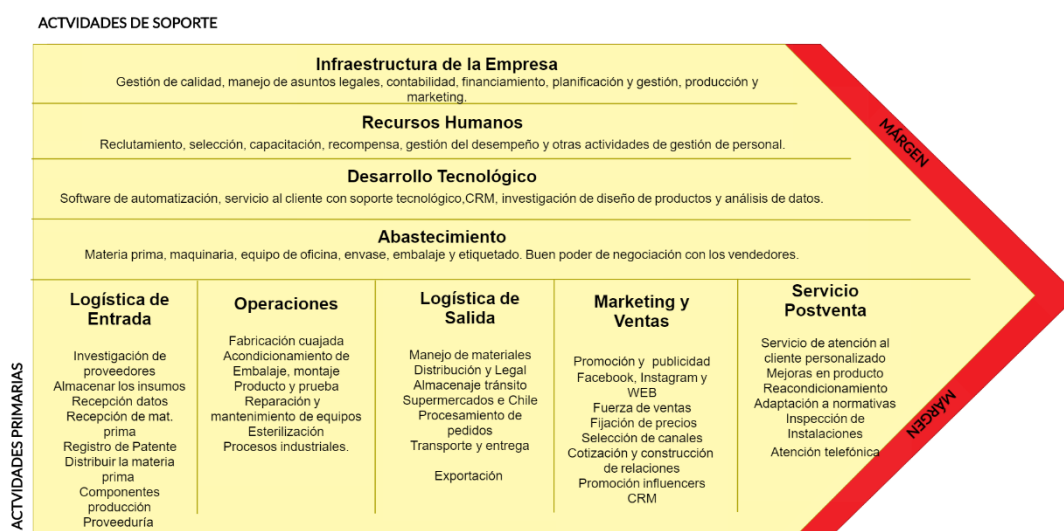 ACTVIDADES DE SOPORTE
Infraestructura de la Empresa
Gestión de calidad, manejo de asuntos legales, contabilidad, financiamiento, planificación y gestión, producción y
marketing.
Recursos Humanos
Reclutamiento, selección, capacitación, recompensa, gestión del desempeño y otras actividades de gestión de personal.
Desarrollo Tecnológico
Software de automatización, servicio al cliente con soporte tecnológico,CRM, investigación de diseño de productos y análisis de datos.
Abastecimiento
Materia prima, maquinaria, equipo de oficina, envase, embalaje y etiquetado. Buen poder de negociación con los vendedores.
MÁRGEN
ACTVIDADES PRIMARIAS
Logística de
Entrada
Investigación de
proveedores
Almacenar los insumos
Recepción datos
Recepción de mat.
prima
Registro de Patente
Distribuir la materia
prima
Componentes
producción
Proveeduría
Operaciones
Fabricación cuajada
Acondicionamiento de
Embalaje, montaje
Producto y prueba
Reparación y
mantenimiento de equipos
Esterilización
Procesos industriales.
Logística de
Salida
Manejo de materiales
Distribución y Legal
Almacenaje tránsito
Supermercados e Chile
Procesamiento de
pedidos
Transporte y entrega
Exportación
Marketing y
Ventas
Promoción y publicidad
Facebook, Instagram y
WEB
Fuerza de ventas
Fijación de precios
Selección de canales
Cotización y construcción
de relaciones
Promoción influencers
CRM
Servicio
Postventa
Servicio de atención al
cliente personalizado
Mejoras en producto
Reacondicionamiento
Adaptación a normativas
Inspección de
Instalaciones
Atención telefónica
MÁRGEN